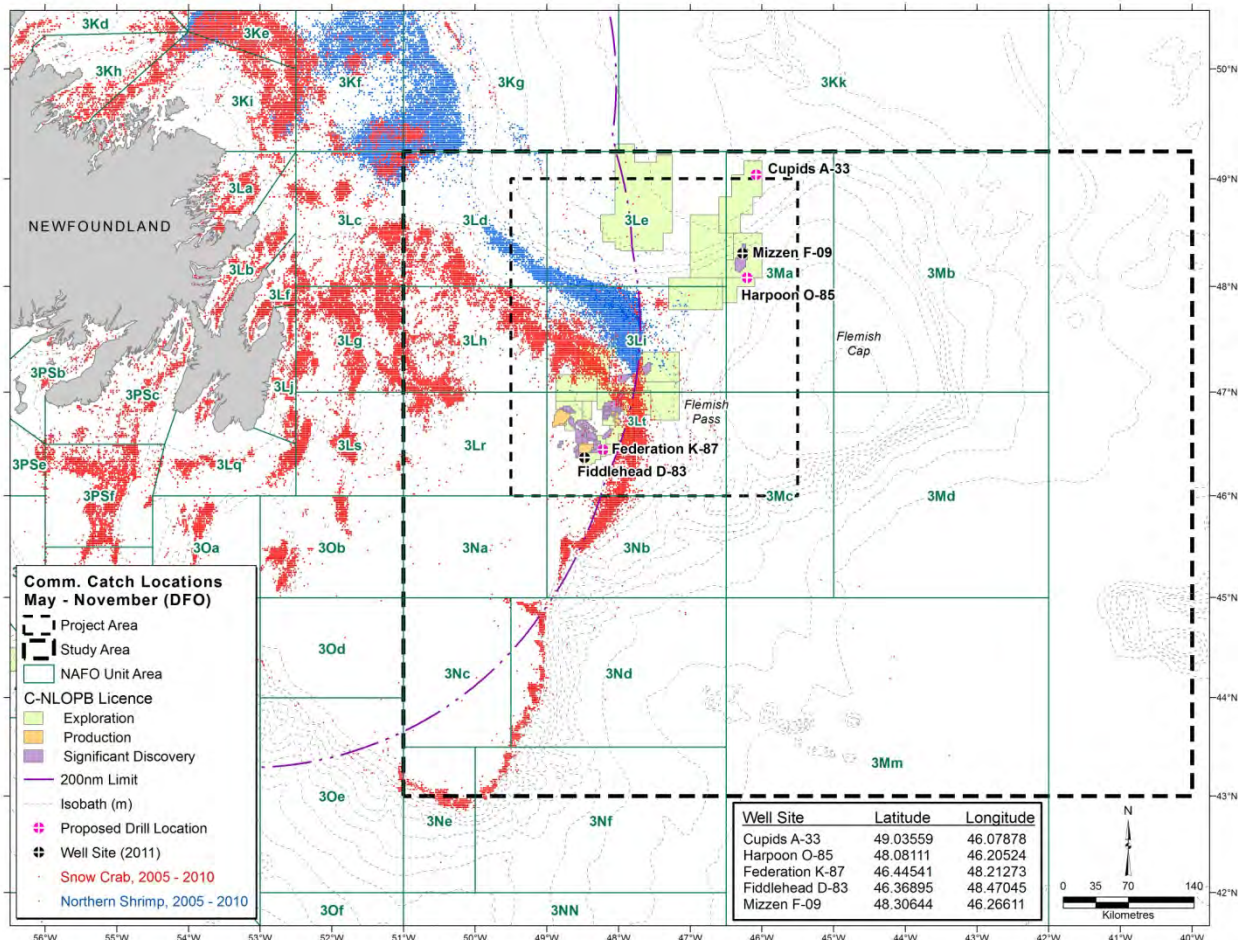 3Kd
3Ke
3Kh
3Kf
3Kg
3Kk
50°N
50°N
3Ki
49°N
49°N
3La
Cupids A-33
NEWFOUNDLAND
3Lc
3Ld
3Le
Mizzen F-09
3Lb
3Ma
3Mb
Harpoon O-85
48°N
48°N
3Lf
3Lg
3Lh
3Li
Flemish
Cap
3PSb
3PSc
3Lj
47°N
47°N
Flemish
Pass
3Lt
3Ls
3Lr
Federation K-87
3PSe
3Lq
Fiddlehead D-83
3PSf
46°N
46°N
3Mc
3Md
3Oa
3Ob
3Na
3Nb
45°N
3Od
3Nc
3Nd
44°N
3Mm
3Oe
43°N
3Ne
3Nf
42°N
3Of
3NN
Comm. Catch Locations
May - November (DFO)
Project Area
Study Area
NAFO Unit Area
C-NLOPB Licence
Exploration
Production
Significant Discovery
200nm Limit
Isobath (m)
Proposed Drill Location
Well Site (2011)
Snow Crab, 2005 - 2010
Northern Shrimp, 2005 - 2010
Well Site Latitude Longitude
Cupids A-33 49.03559 46.07878
Harpoon O-85 48.08111 46.20524
Federation K-87 46.44541 48.21273
Fiddlehead D-83 46.36895 48.47045
Mizzen F-09 48.30644 46.26611
N
0 35 70 140
Kilometres
56°W 55°W 54°W 53°W 52°W 51°W 50°W 49°W 48°W 47°W 46°W 45°W 44°W 43°W 42°W 41°W 40°W